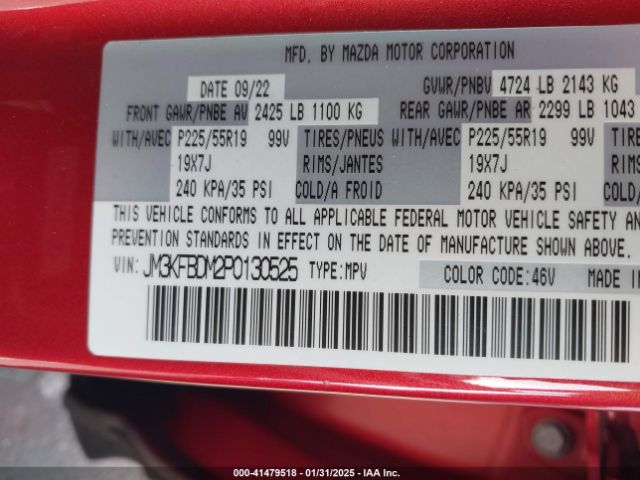 MFD. BY MAZDA MOTOR CORPORATION
DATE 09/22 GVWR/PNBV 4724 LB 2143 KG
FRONT GAWR/PNBE AV 2425 LB 1100 KG REAR GAWR/PNBE AR 2299 LB 1043
WITH/AVEC P225/55R19 99V TIRES/PNEUS WITH/AVEC P225/55R19 99V TIRES
19X7J RIMS/JANTES 19X7J RIMS
240 KPA/35 PSI COLD/A FROID 240 KPA/35 PSI COLD/
THIS VEHICLE CONFORMS TO ALL APPLICABLE FEDERAL MOTOR VEHICLE SAFETY AN
PREVENTION STANDARDS IN EFFECT ON THE DATE OF MANUFACTURE SHOWN ABOVE.
VIN: JM3KFBDM2P0130525 TYPE:MPV COLOR CODE:46V MADE IN
000-41479518 - 01/31/2025 - IAA Inc.